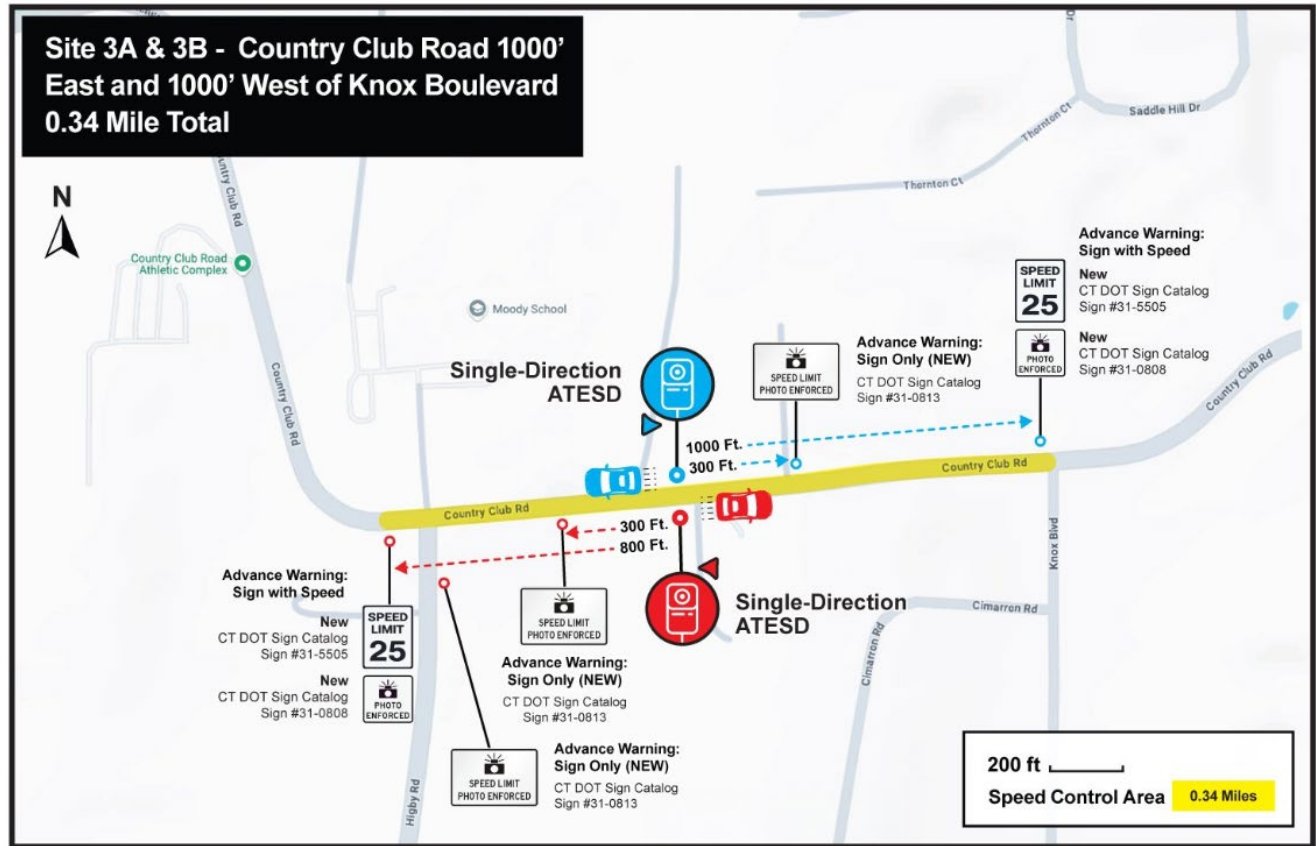 Site 3A & 3B - Country Club Road 1000'
East and 1000' West of Knox Boulevard
0.34 Mile Total
N
Country Club Rd
Country Club Road
Athletic Complex
Moody School
Dr
Saddle Hill Dr
Thornton Ct
Thornton Ct
Advance Warning:
Sign with Speed
SPEED
LIMIT
25
New
CT DOT Sign Catalog
Sign #31-5505
PHOTO
ENFORCED
New
CT DOT Sign Catalog
Sign #31-0808
Single-Direction
ATESD
SPEED LIMIT
PHOTO ENFORCED
Advance Warning:
Sign Only (NEW)
CT DOT Sign Catalog
Sign #31-0813
Country Club Rd
Country Club Rd
1000 Ft.
300 Ft.
Country Club Rd
Country Club Rd
300 Ft.
800 Ft.
Advance Warning:
Sign with Speed
New
CT DOT Sign Catalog
Sign #31-5505
SPEED
LIMIT
25
New
CT DOT Sign Catalog
Sign #31-0808
PHOTO
ENFORCED
SPEED LIMIT
PHOTO ENFORCED
Advance Warning:
Sign Only (NEW)
CT DOT Sign Catalog
Sign #31-0813
Single-Direction
ATESD
Knox Blvd
Cimarron Rd
Cimarron Rd
Higby Rd
SPEED LIMIT
PHOTO ENFORCED
Advance Warning:
Sign Only (NEW)
CT DOT Sign Catalog
Sign #31-0813
200 ft
Speed Control Area 0.34 Miles